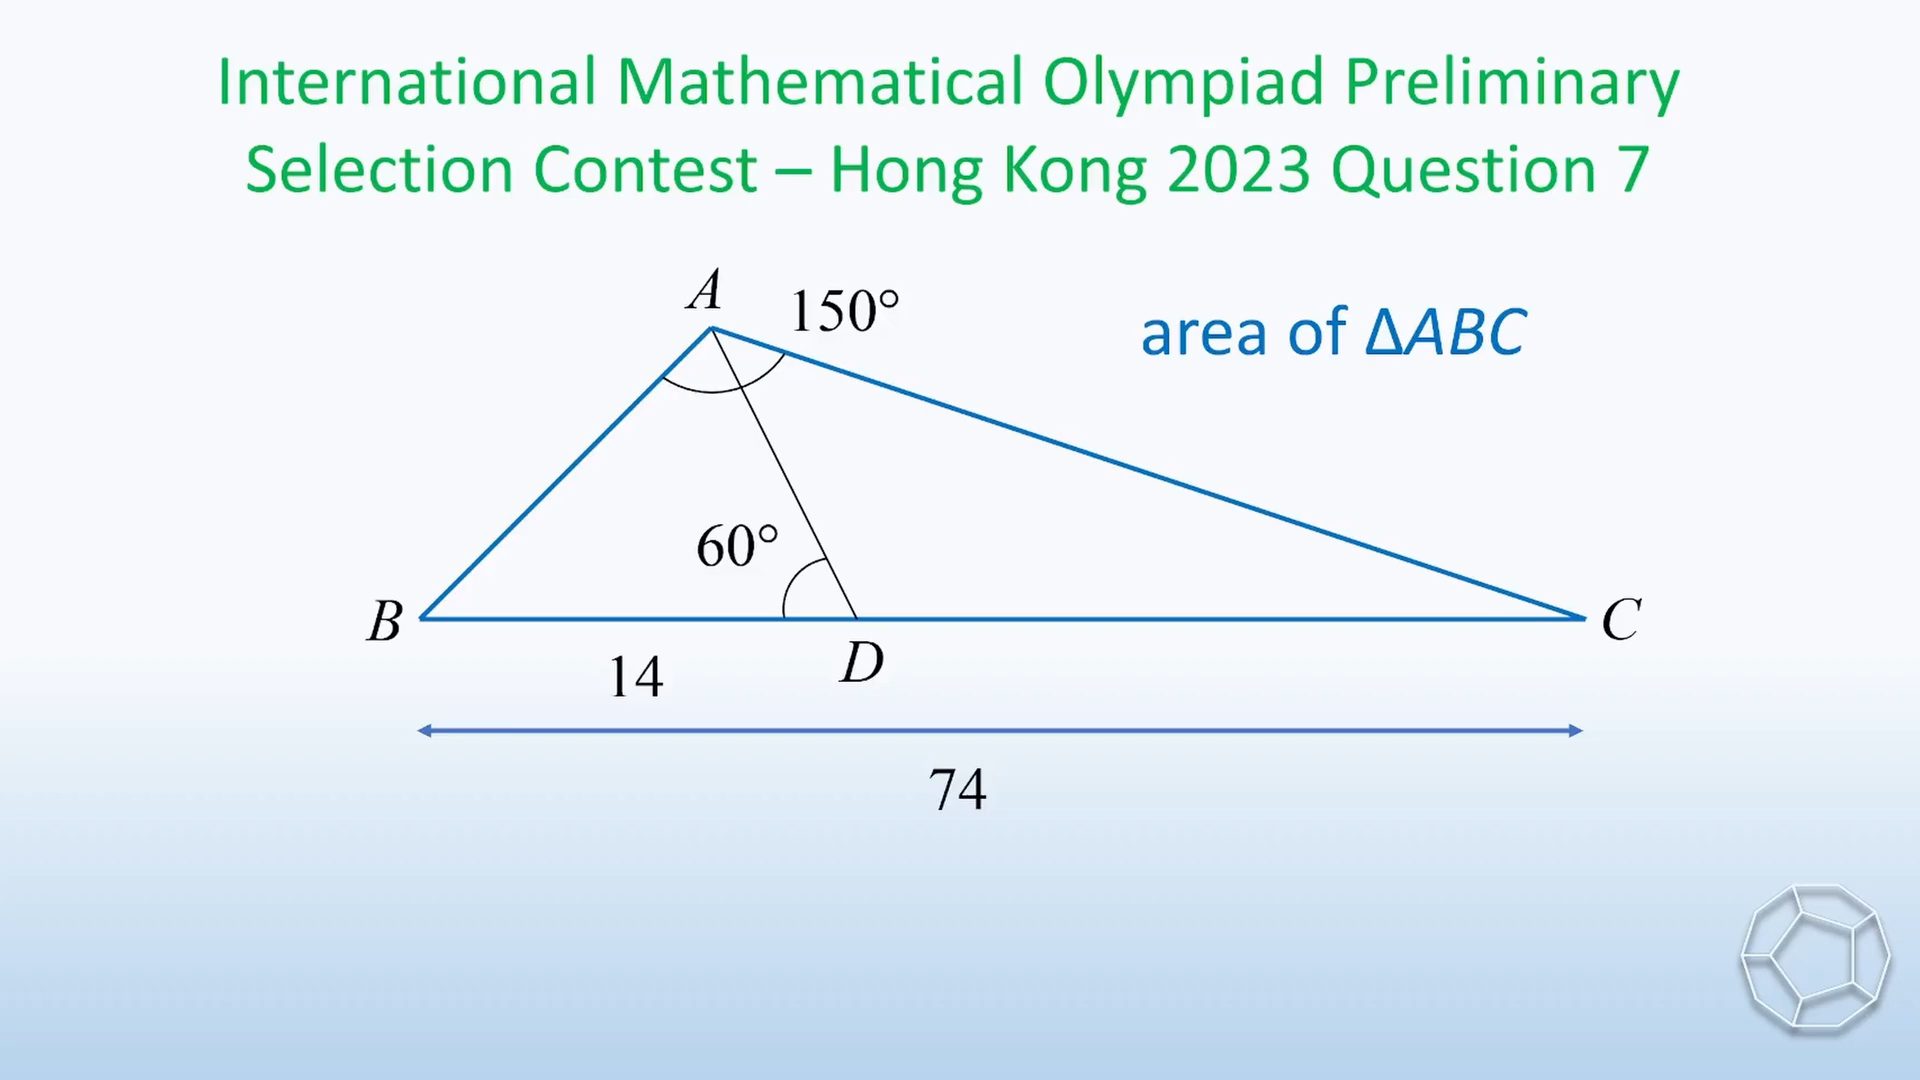 International Mathematical Olympiad Preliminary
Selection Contest – Hong Kong 2023 Question 7
A
150°
area of ΔABC
60°
B
C
14
D
74